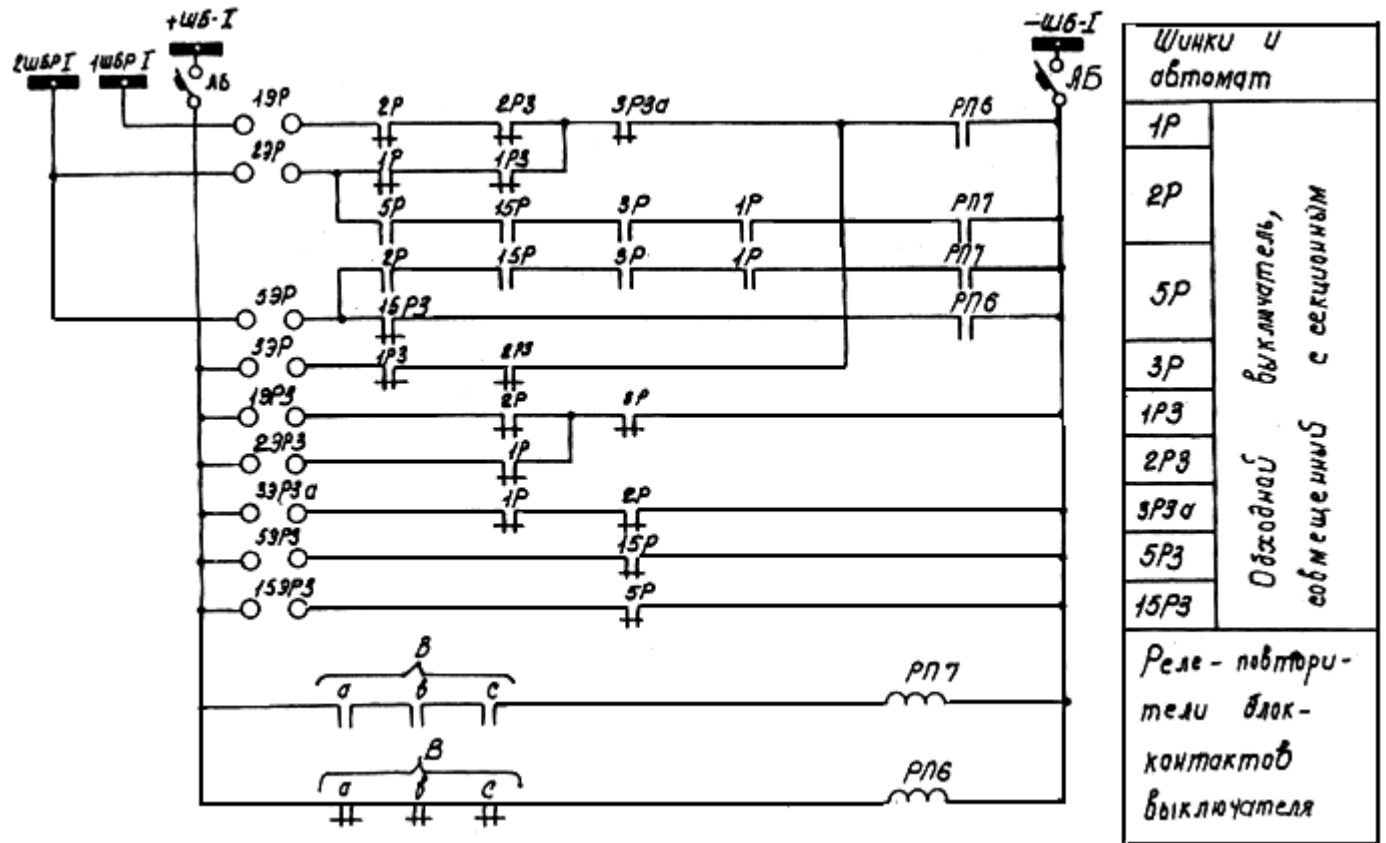 +ШБ-I
-ШБ-I
2ШБРI 1ШБРI
АБ
АБ
1ЭР 2Р 2РЗ 3РЗа РП6
2ЭР 1Р 1РЗ
5Р 15Р 3Р 1Р РП7
2Р 15Р 3Р 1Р РП7
5ЭР 15РЗ РП6
3ЭР 1РЗ 2РЗ
1ЭРЗ 2Р
2ЭРЗ 1Р
3ЭРЗа 1Р 2Р
5ЭРЗ 15Р
15ЭРЗ 5Р
В
а в с РП7
В
а в с РП6
Шинки и
автомат
1Р
2Р
5Р
3Р
1РЗ
2РЗ
3РЗа
5РЗ
15РЗ
Обходной выключатель,
совмещенный с секционным
Реле-повтори-
тели блок-
контактов
выключателя